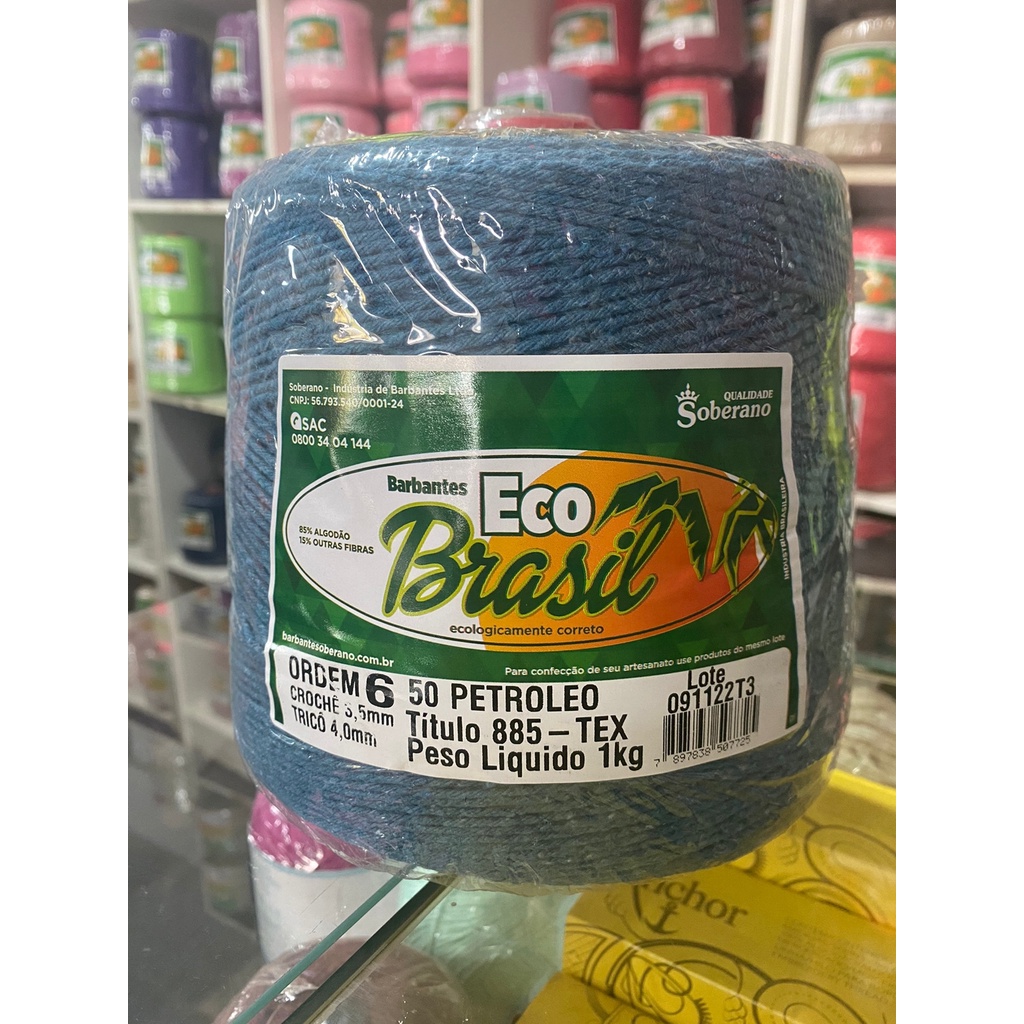 Soberano - Indústria de Barbantes Ltda
CNPJ: 56.793.540/0001-24
SAC
0800 34 04 144
QUALIDADE
Soberano
Barbantes Eco
Brasil
85% ALGODÃO
15% OUTRAS FIBRAS
ecologicamente correto
INDÚSTRIA BRASILEIRA
barbantesoberano.com.br
Para confecção de seu artesanato use produtos do mesmo lote
ORDEM 6
CROCHÊ 3,5mm
TRICÔ 4,0mm
50 PETROLEO
Título 885 – TEX
Peso Liquido 1kg
Lote
091122T3
7 897838 507725